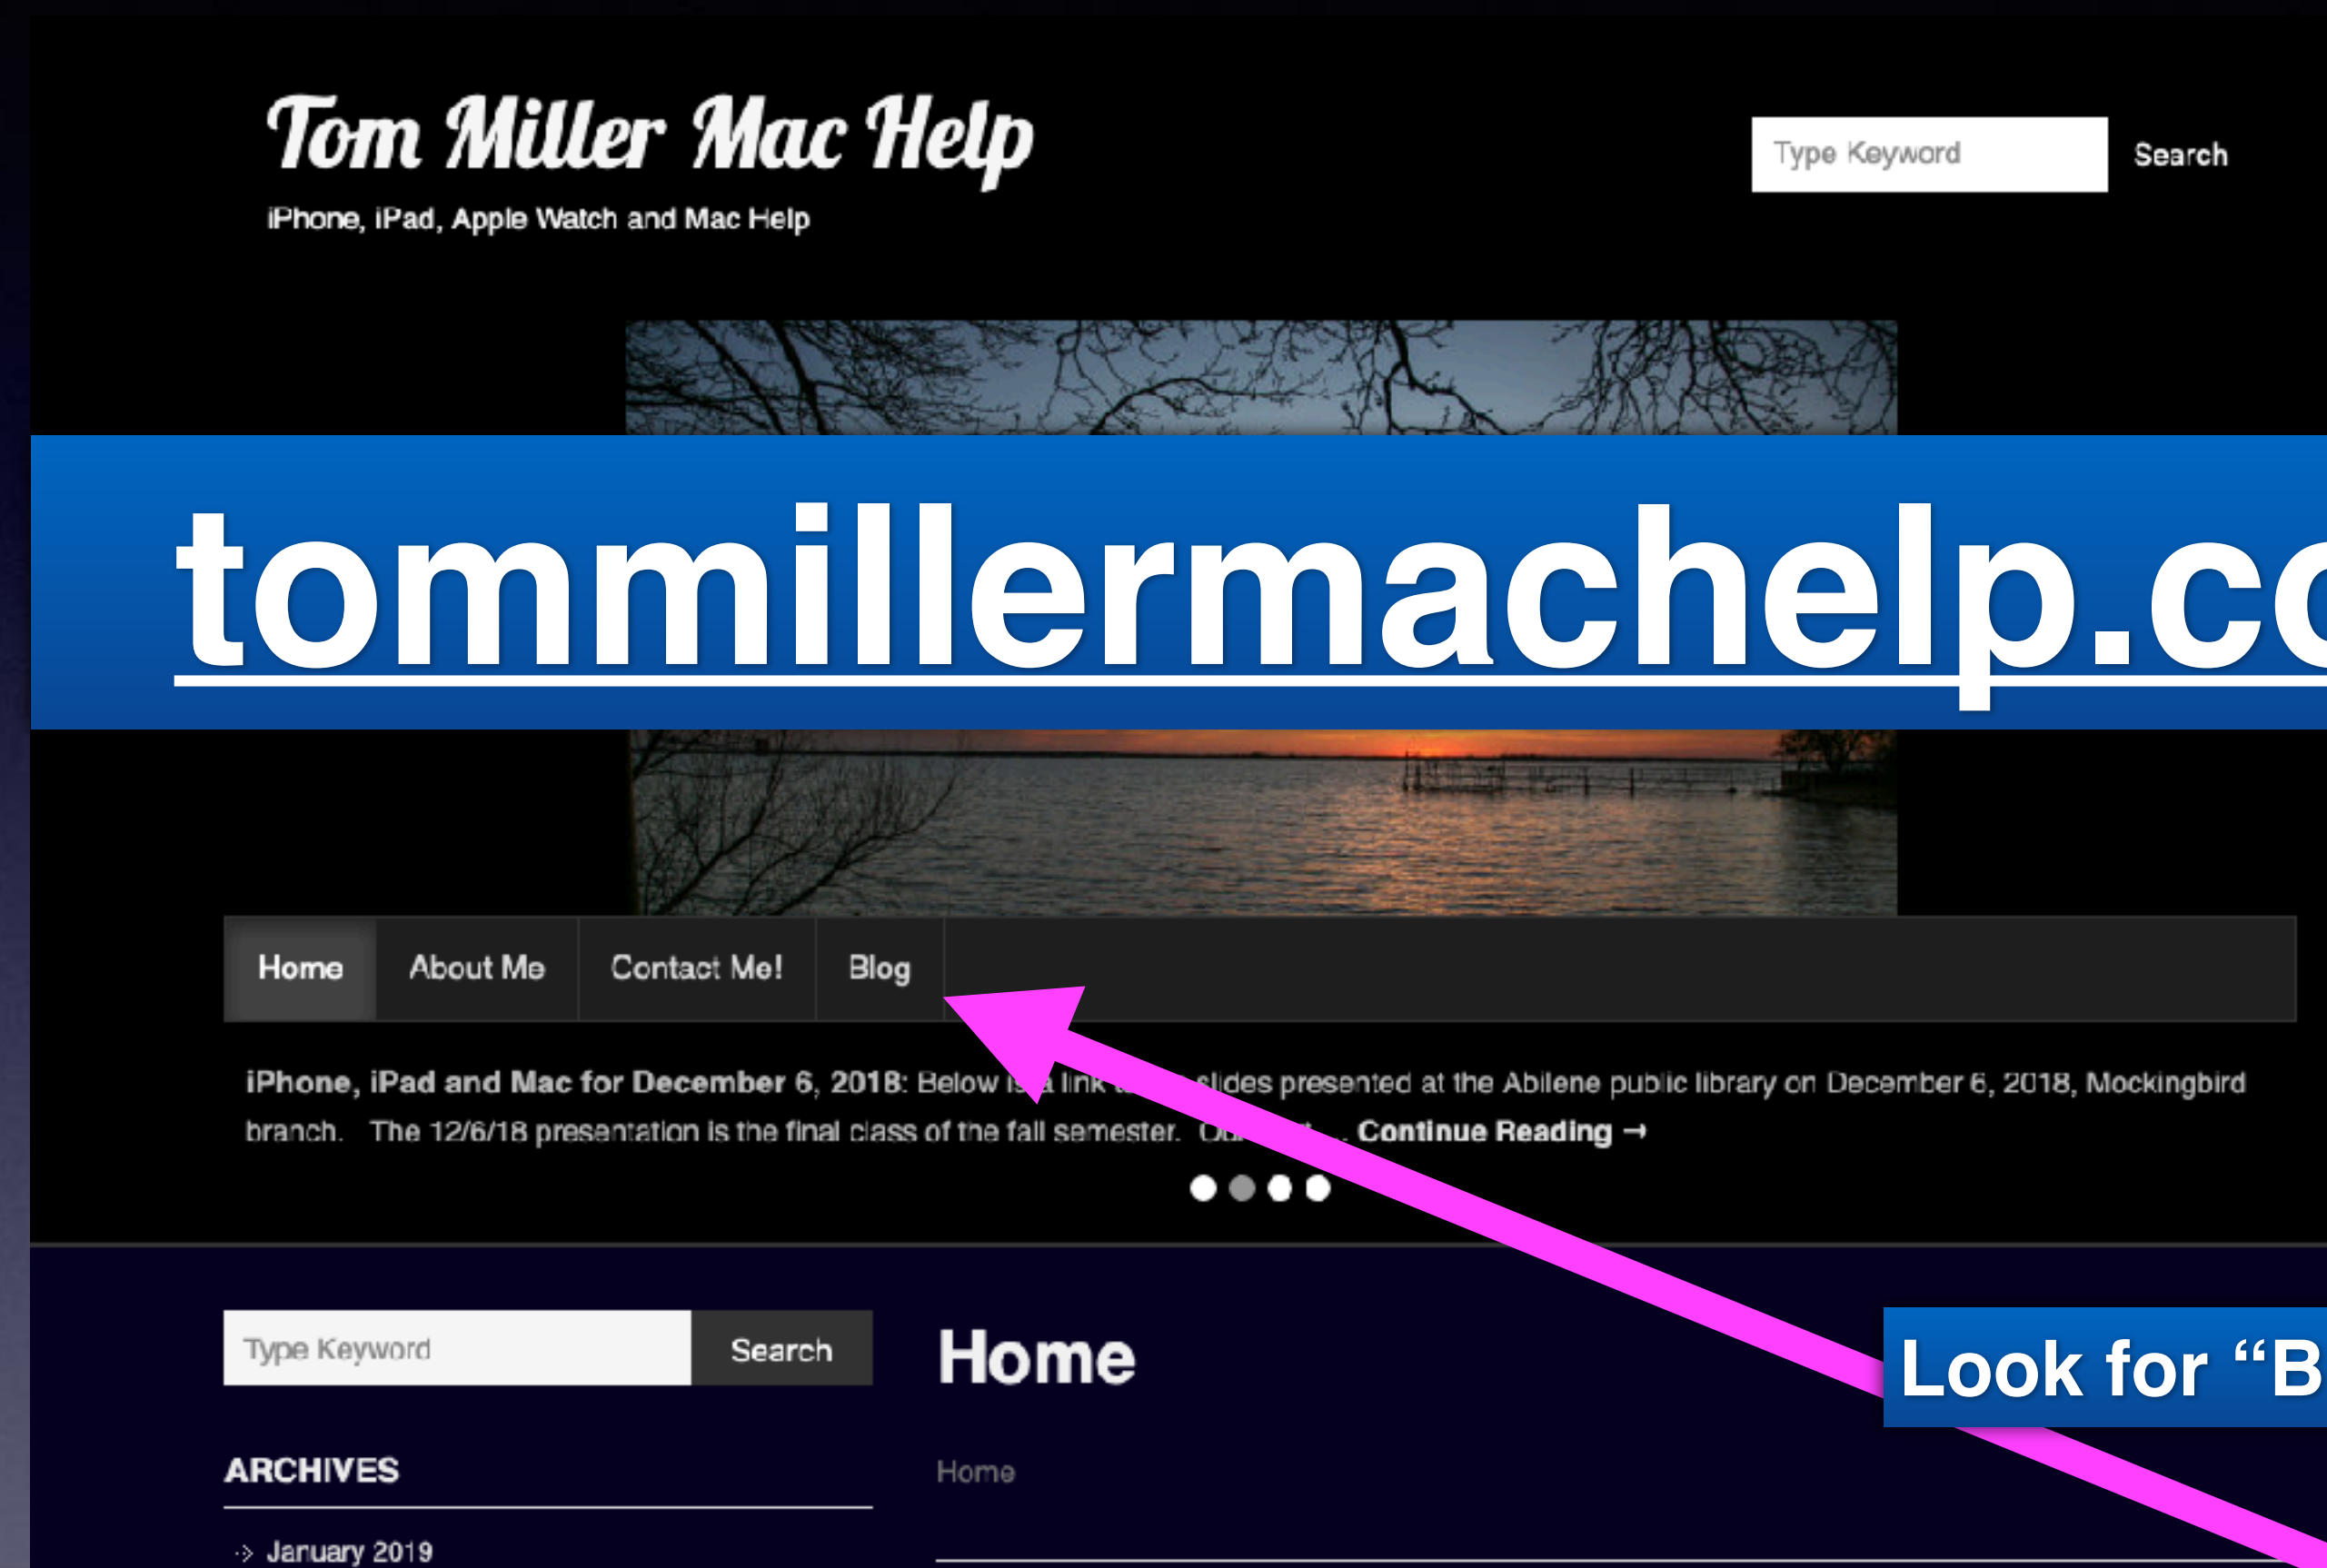 Tom Miller Mac Help
iPhone, iPad, Apple Watch and Mac Help
Type Keyword Search
tommillermachelp.co
Home About Me Contact Me! Blog
iPhone, iPad and Mac for December 6, 2018: Below is a link slides presented at the Abilene public library on December 6, 2018, Mockingbird
branch. The 12/6/18 presentation is the final class of the fall semester. ... Continue Reading →
Type Keyword Search
Home
Look for “B
ARCHIVES
Home
January 2019